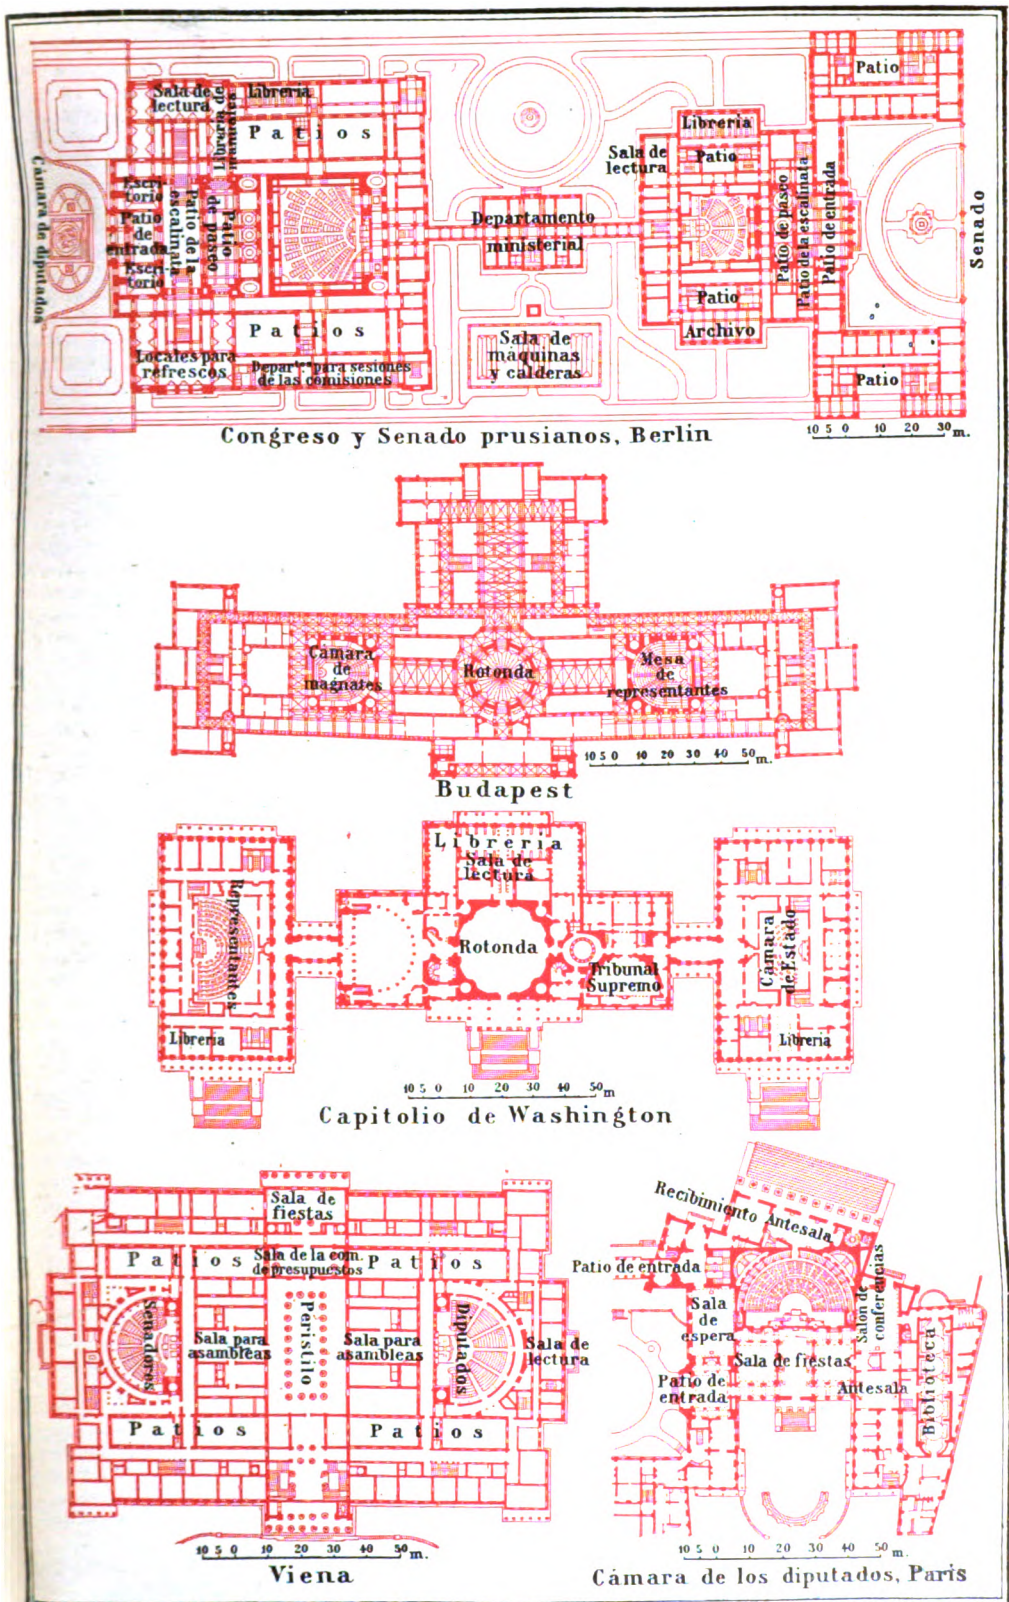 Sala de
lectura
Librería de
manuales
Librería
Patios
Cámara de diputados
Escri-
torio
Patio
de
entrada
Escri-
torio
Patio de la
escalinata
Patio
de paseo
Patios
Locales para
refrescos
para sesiones
de las comisiones
Departamento
ministerial
Sala de
máquinas
y calderas
Sala de
lectura
Librería
Patio
Patio
Archivo
Patio de paseo
Patio de la escalinata
Patio de entrada
Patio
Patio
Senado
Congreso y Senado prusianos, Berlín
10 5 0 10 20 30 m.
Cámara
de
magnates
Rotonda
Mesa
de
representantes
10 5 0 10 20 30 40 50 m.
Budapest
Librería
Sala de
lectura
Representantes
Rotonda
Tribunal
Supremo
Cámara
de Estado
Librería
Librería
10 5 0 10 20 30 40 50 m
Capitolio de Washington
Sala de
fiestas
Patios
Sala de la com.
de presupuestos
Patios
Senadores
Sala para
asambleas
Peristilo
Sala para
asambleas
Diputados
Sala de
lectura
Patios
Patios
10 5 0 10 20 30 40 50 m.
Viena
Recibimiento
Antesala
Patio de entrada
Sala
de
espera
Salón de
conferencias
Sala de fiestas
Patio de
entrada
Antesala
Biblioteca
10 5 0 10 20 30 40 50 m.
Cámara de los diputados, París